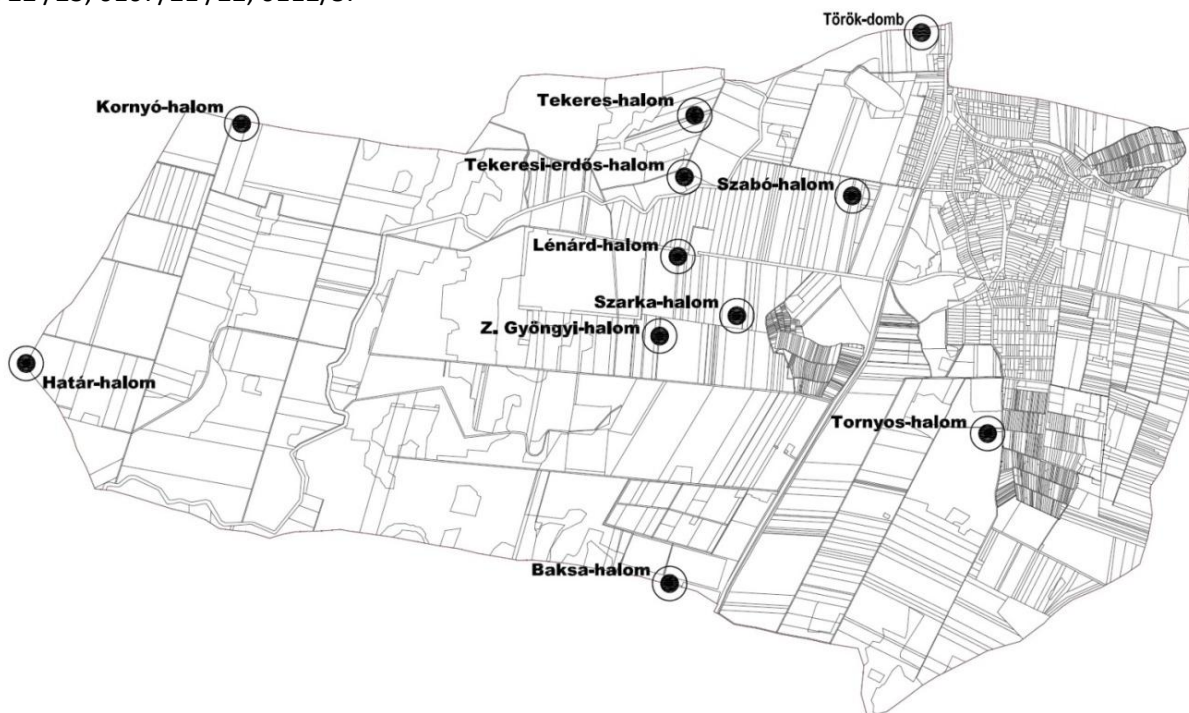 Török-domb
Kornyó-halom
Tekeres-halom
Tekeresi-erdős-halom
Szabó-halom
Lénárd-halom
Szarka-halom
Z. Gyöngyi-halom
Határ-halom
Tornyos-halom
Baksa-halom